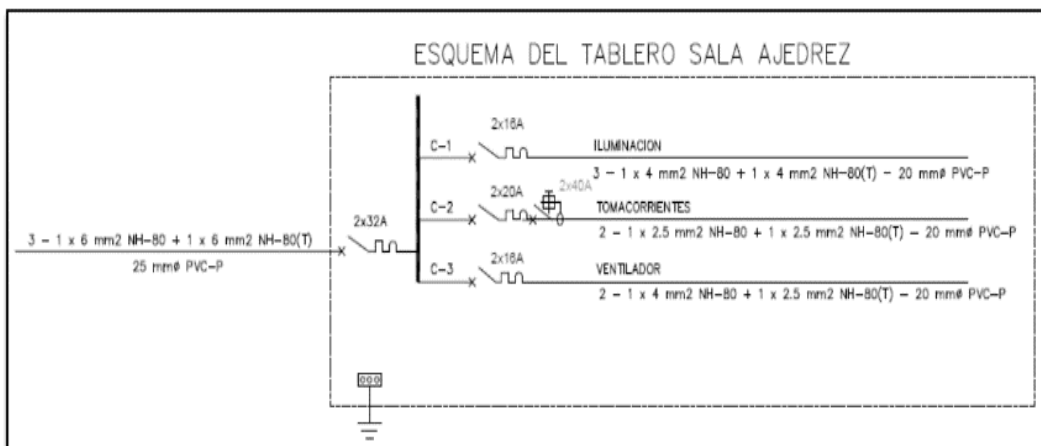 ESQUEMA DEL TABLERO SALA AJEDREZ
2x16A
C-1
ILUMINACION
3 - 1 x 4 mm2 NH-80 + 1 x 4 mm2 NH-80(T) - 20 mmø PVC-P
2x20A
2x40A
C-2
TOMACORRIENTES
2 - 1 x 2.5 mm2 NH-80 + 1 x 2.5 mm2 NH-80(T) - 20 mmø PVC-P
2x32A
3 - 1 x 6 mm2 NH-80 + 1 x 6 mm2 NH-80(T)
25 mmø PVC-P
2x16A
C-3
VENTILADOR
2 - 1 x 4 mm2 NH-80 + 1 x 2.5 mm2 NH-80(T) - 20 mmø PVC-P